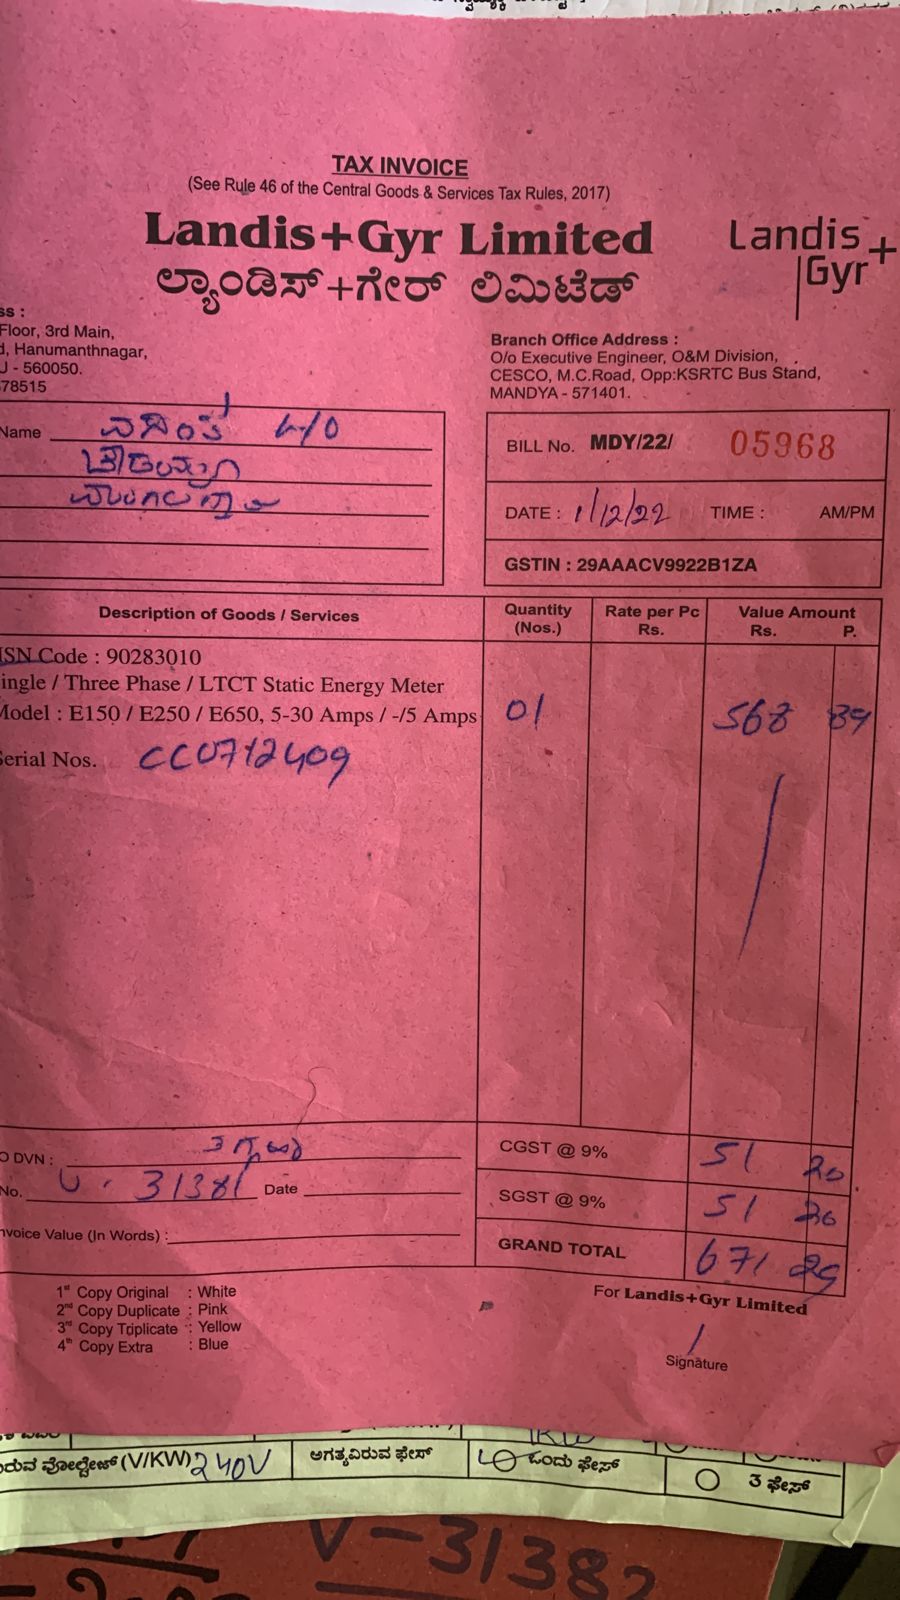 TAX INVOICE
(See Rule 46 of the Central Goods & Services Tax Rules, 2017)
Landis+Gyr Limited
Landis+
Gyr
ಲ್ಯಾಂಡಿಸ್+ಗೇರ್ ಲಿಮಿಟೆಡ್
ss :
Floor, 3rd Main,
d, Hanumanthnagar,
U - 560050.
78515
Branch Office Address :
O/o Executive Engineer, O&M Division,
CESCO, M.C.Road, Opp:KSRTC Bus Stand,
MANDYA - 571401.
Name
BILL No. MDY/22/ 05968
DATE : 1/12/22 TIME : AM/PM
GSTIN : 29AAACV9922B1ZA
Description of Goods / Services Quantity (Nos.) Rate per Pc Rs. Value Amount Rs. P.
ISN Code : 90283010
ingle / Three Phase / LTCT Static Energy Meter
Model : E150 / E250 / E650, 5-30 Amps / -/5 Amps 01 568 89
Serial Nos. CC0712409
O DVN :
No. 31381 Date
nvoice Value (In Words) :
CGST @ 9% 51 20
SGST @ 9% 51 20
GRAND TOTAL 671 29
1st Copy Original : White
2nd Copy Duplicate : Pink
3rd Copy Triplicate : Yellow
4th Copy Extra : Blue
For Landis+Gyr Limited
Signature
ವೋಲ್ಟೇಜ್ (V/KW) 240V ಅಗತ್ಯವಿರುವ ಫೇಸ್ ಒಂದು ಫೇಸ್ 3 ಫೇಸ್
V-31382